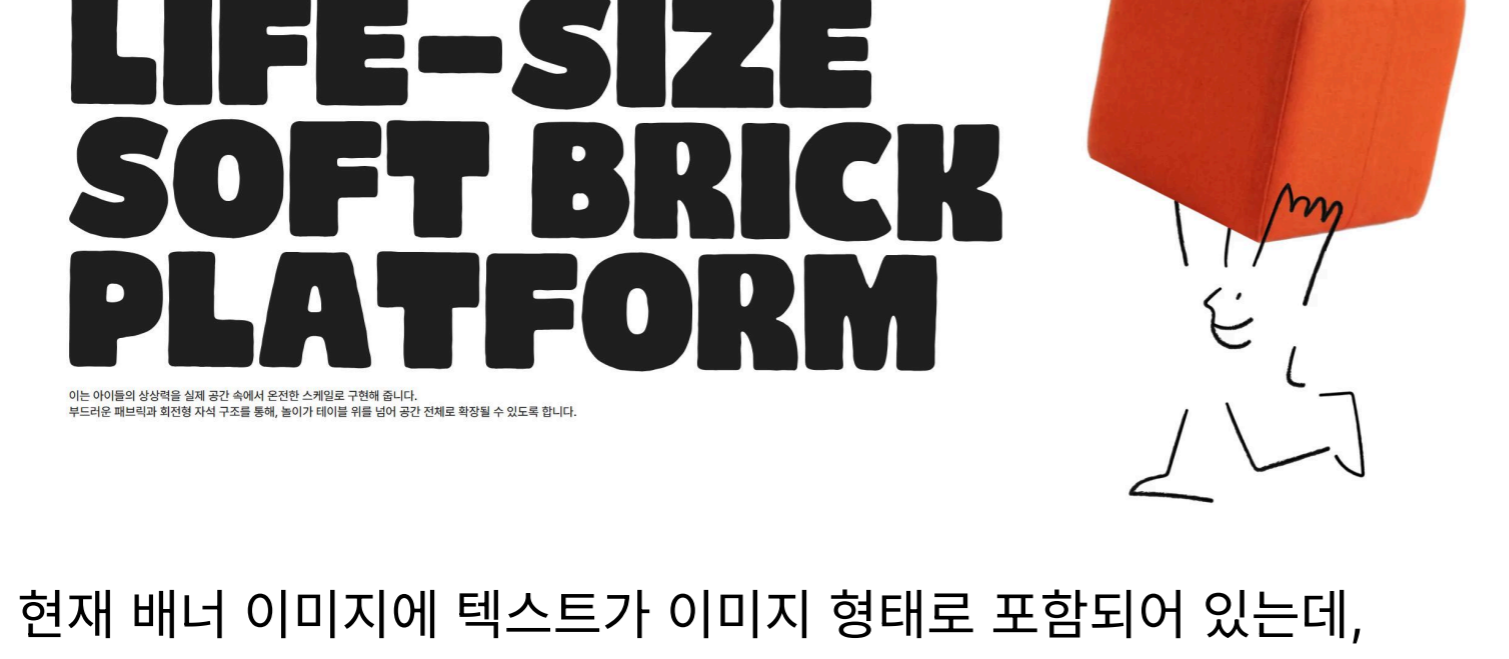 LIFE-SIZE
SOFT BRICK
PLATFORM
이는 아이들의 상상력을 실제 공간 속에서 온전한 스케일로 구현해 줍니다.
부드러운 패브릭과 회전형 자석 구조를 통해, 놀이가 테이블 위를 넘어 공간 전체로 확장될 수 있도록 합니다.
현재 배너 이미지에 텍스트가 이미지 형태로 포함되어 있는데,